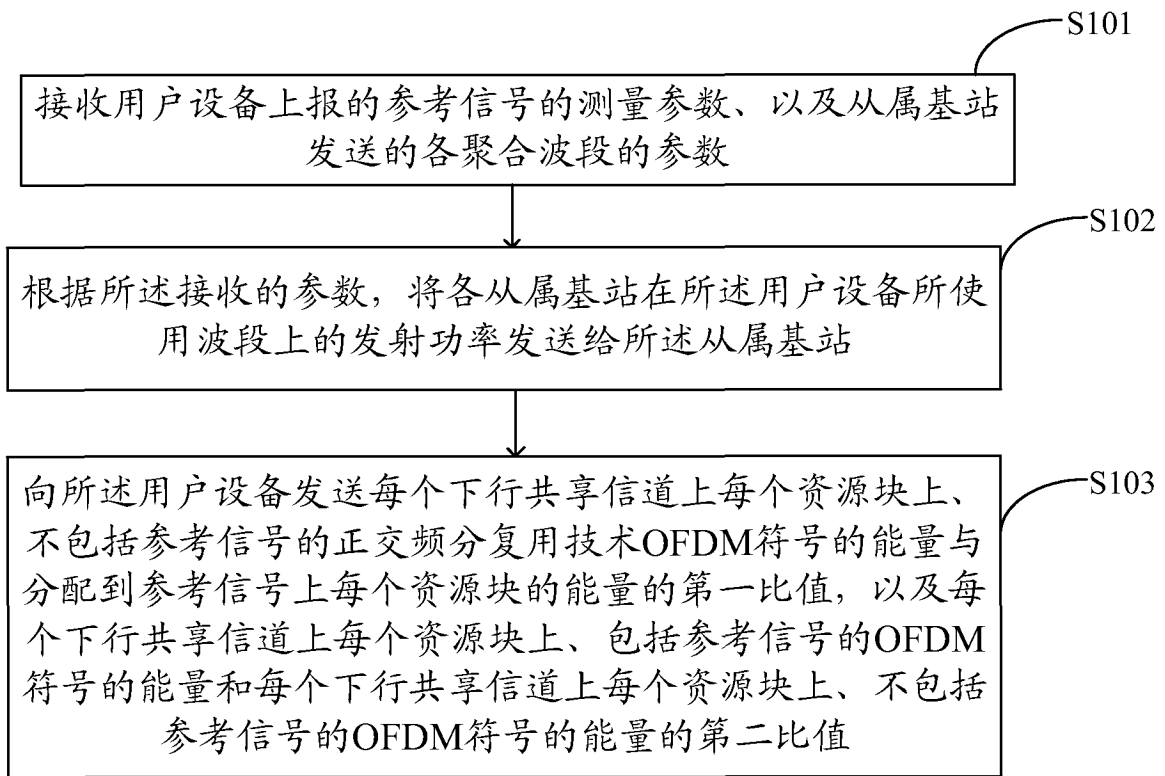 S101
接收用户设备上报的参考信号的测量参数、以及从属基站
发送的各聚合波段的参数
S102
根据所述接收的参数，将各从属基站在所述用户设备所使
用波段上的发射功率发送给所述从属基站
S103
向所述用户设备发送每个下行共享信道上每个资源块上、
不包括参考信号的正交频分复用技术OFDM符号的能量与
分配到参考信号上每个资源块的能量的第一比值，以及每
个下行共享信道上每个资源块上、包括参考信号的OFDM
符号的能量和每个下行共享信道上每个资源块上、不包括
参考信号的OFDM符号的能量的第二比值